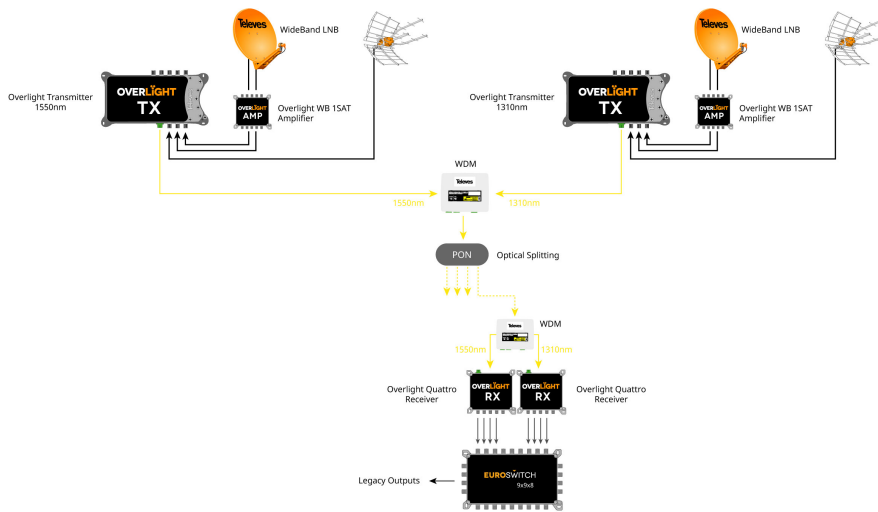 Televes
WideBand LNB
Televes
WideBand LNB
Overlight Transmitter
1550nm
OVERLIGHT
TX
OVERLIGHT
AMP
Overlight WB 1SAT
Amplifier
Overlight Transmitter
1310nm
OVERLIGHT
TX
OVERLIGHT
AMP
Overlight WB 1SAT
Amplifier
WDM
Televes
1550nm
1310nm
PON
Optical Splitting
Televes
WDM
1550nm
1310nm
Overlight Quattro
Receiver
OVERLIGHT
RX
OVERLIGHT
RX
Overlight Quattro
Receiver
Legacy Outputs
EUROSWITCH
9x9x8